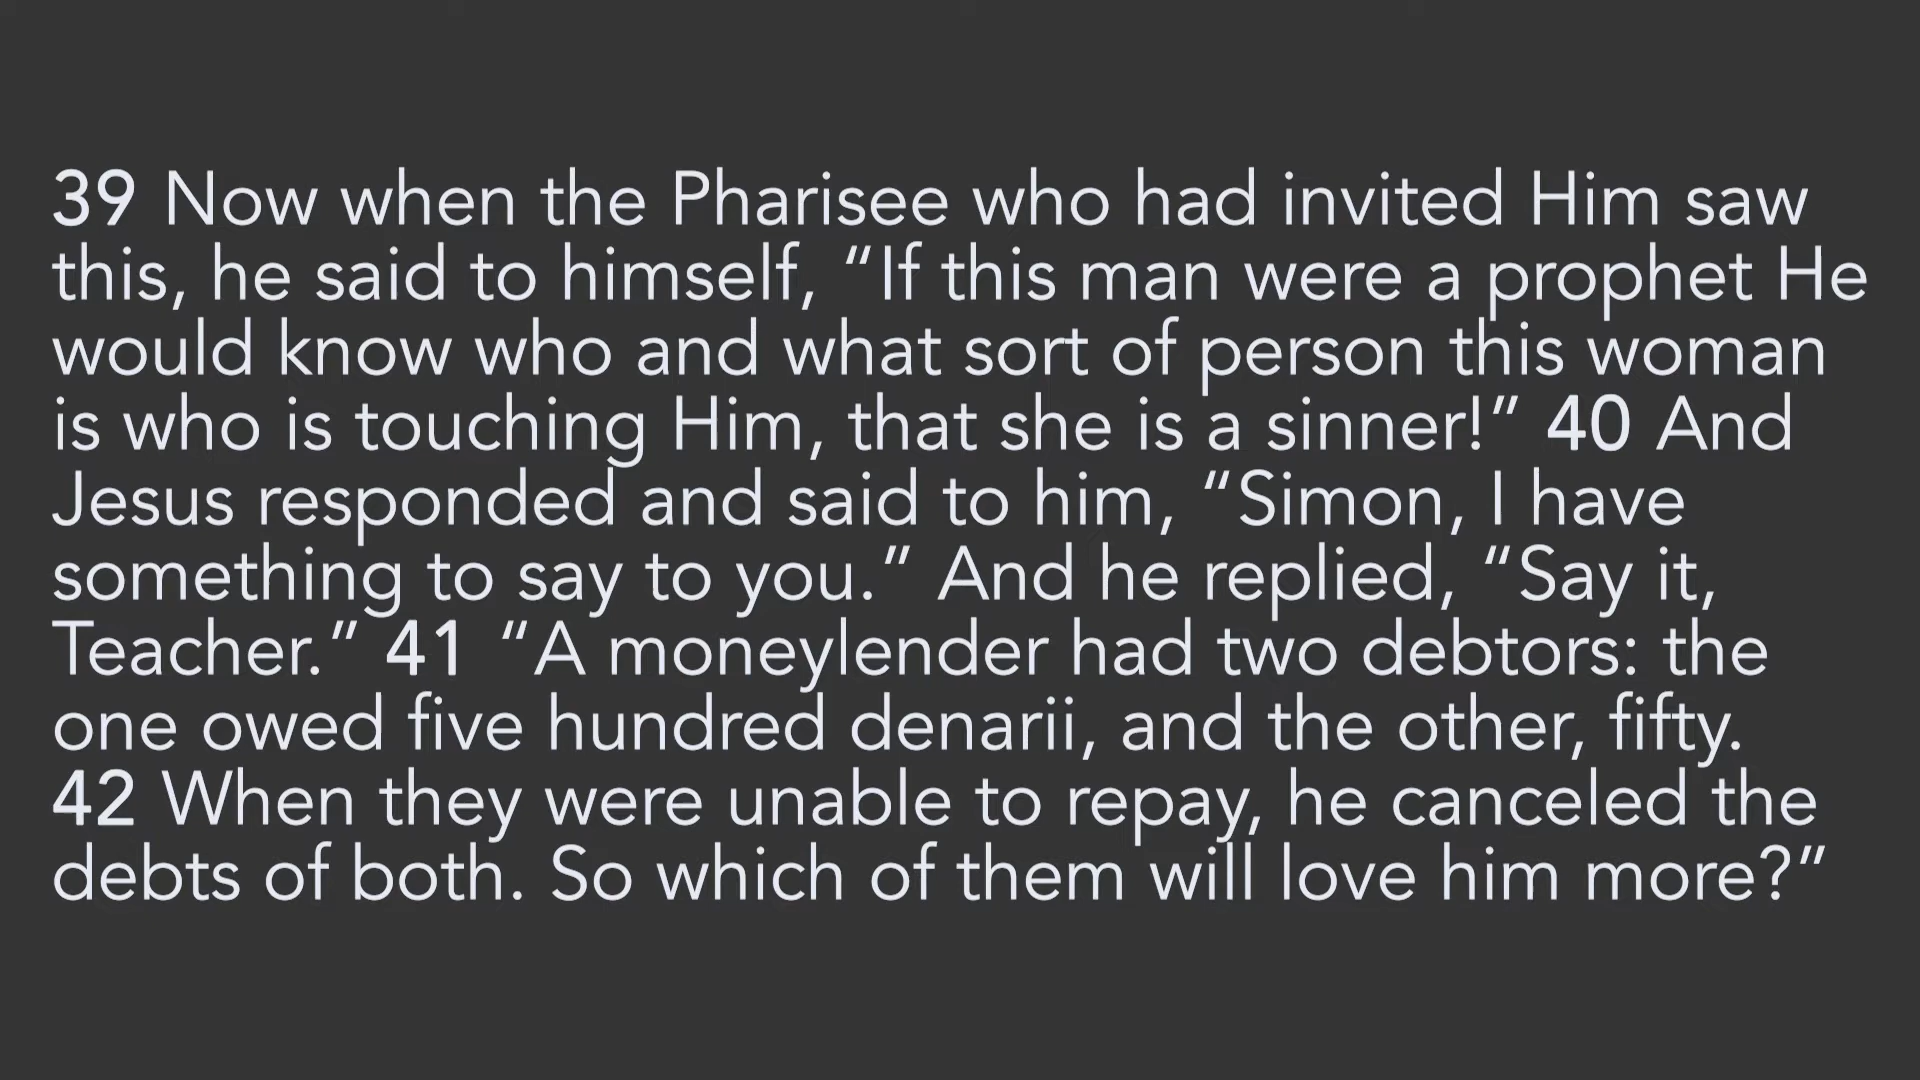 39 Now when the Pharisee who had invited Him saw
this, he said to himself, “If this man were a prophet He
would know who and what sort of person this woman
is who is touching Him, that she is a sinner!” 40 And
Jesus responded and said to him, “Simon, I have
something to say to you.” And he replied, “Say it,
Teacher.” 41 “A moneylender had two debtors: the
one owed five hundred denarii, and the other, fifty.
42 When they were unable to repay, he canceled the
debts of both. So which of them will love him more?”